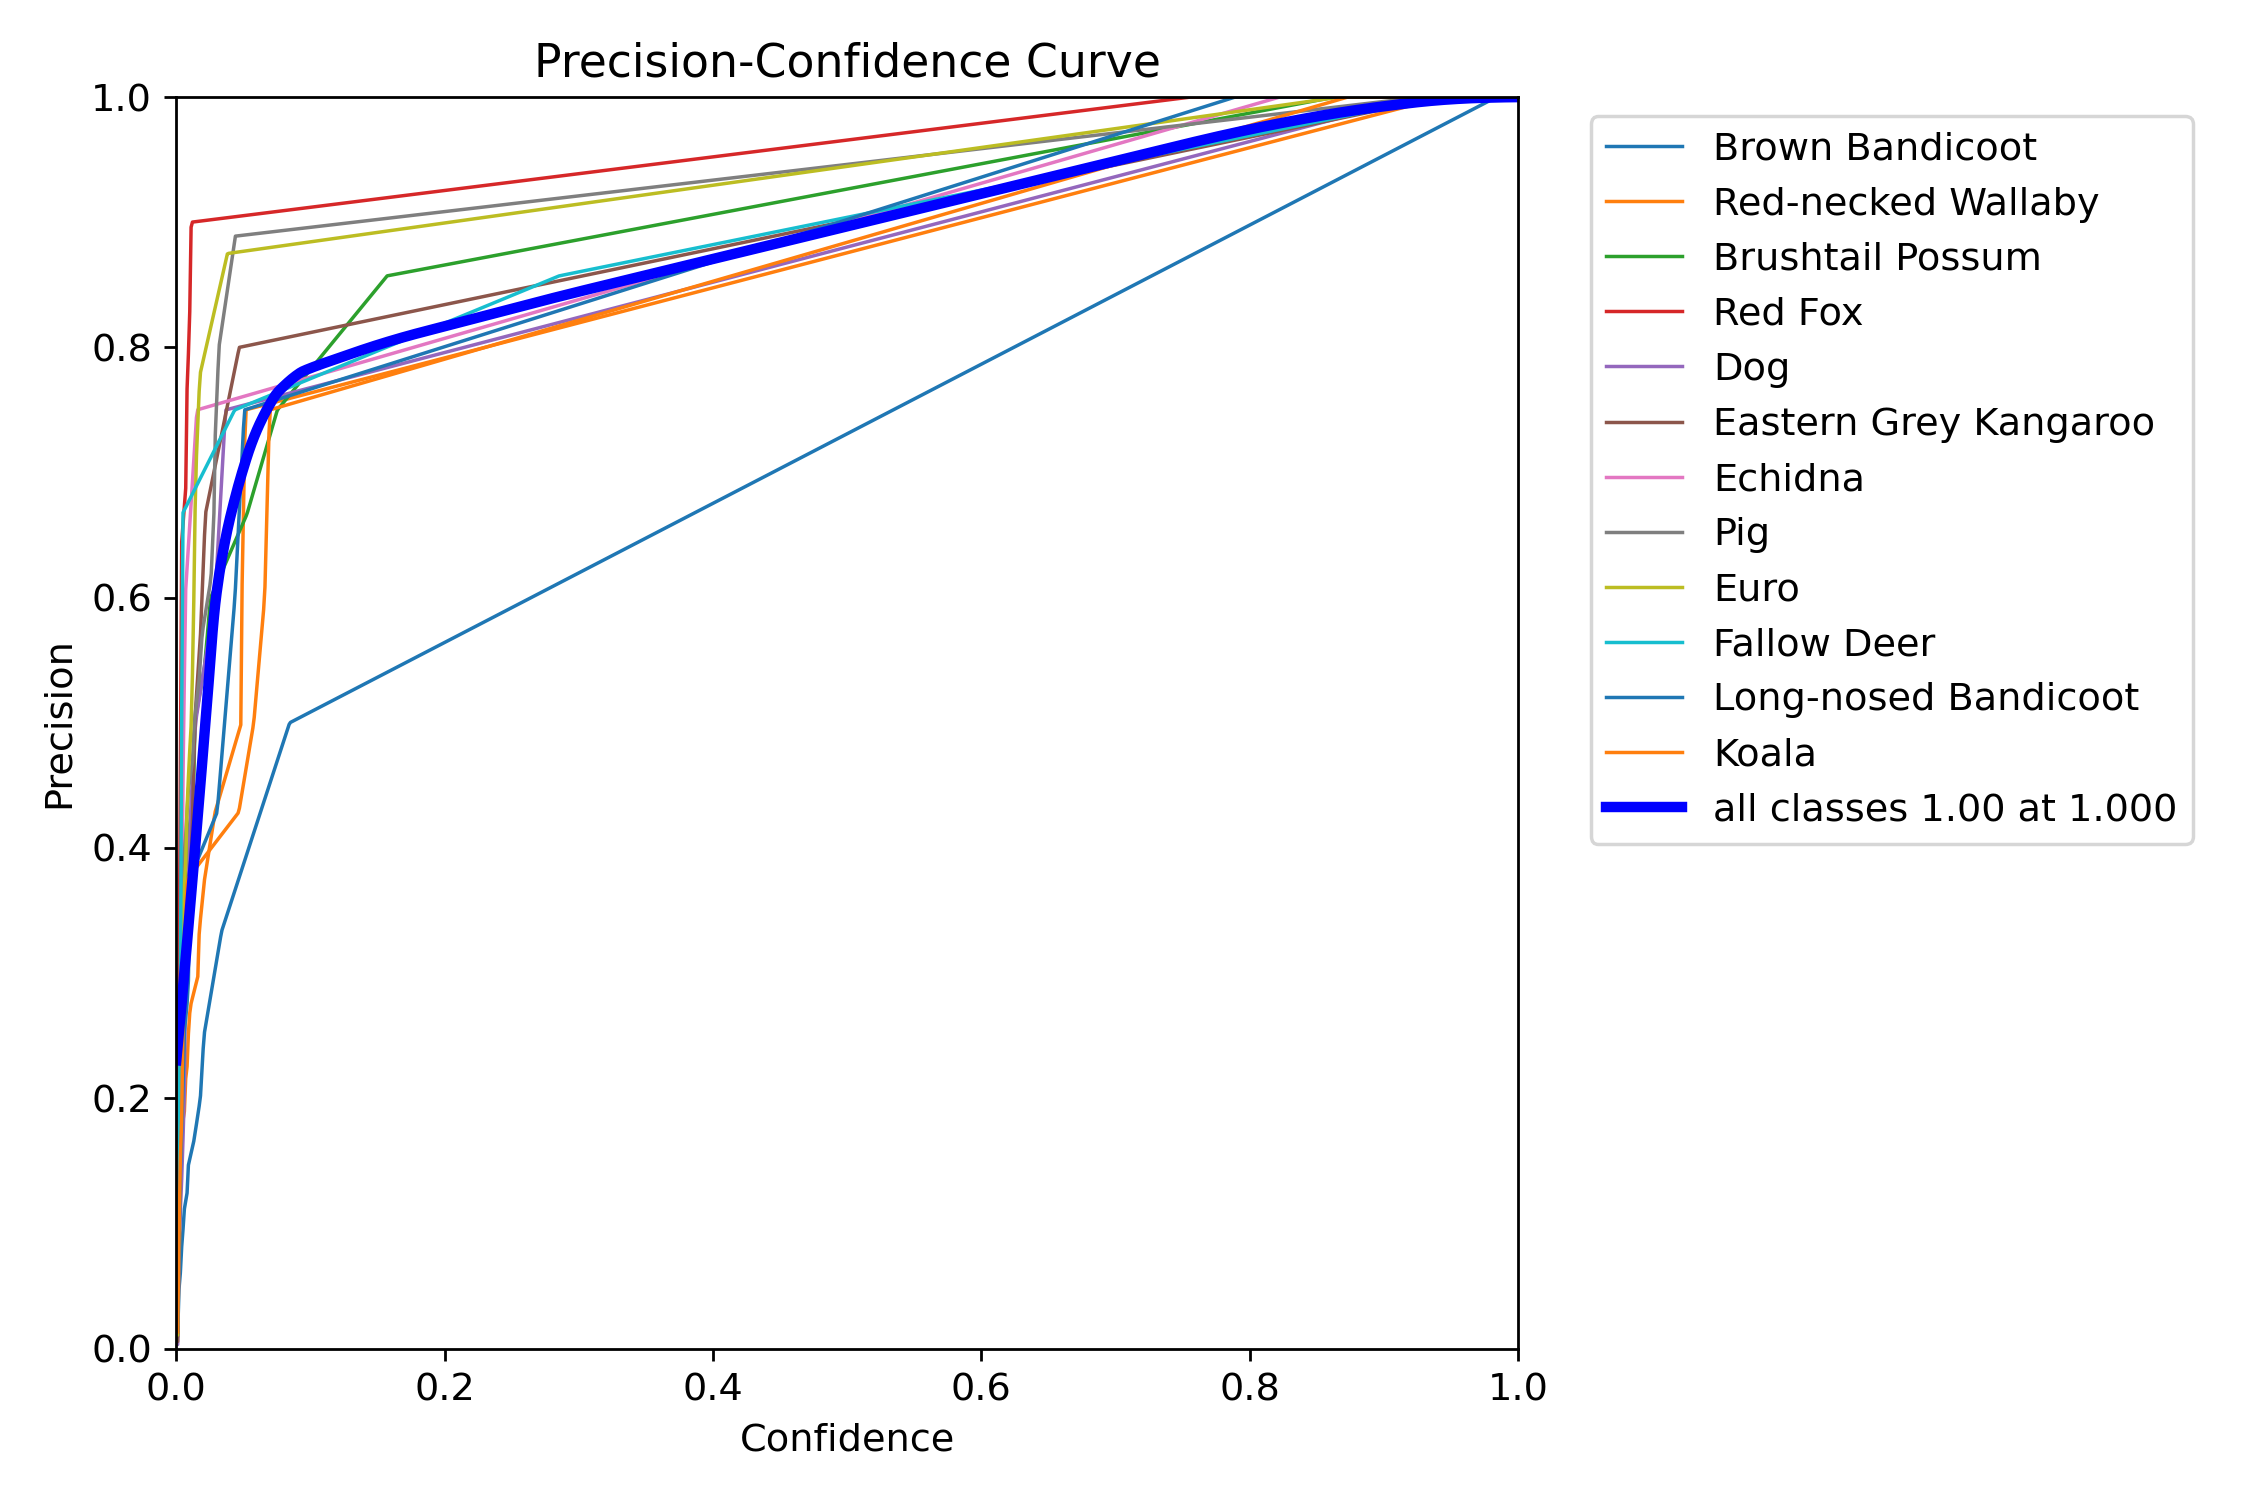 Precision-Confidence Curve
1.0
0.8
0.6
0.4
0.2
0.0
Precision
0.0 0.2 0.4 0.6 0.8 1.0
Confidence
Brown Bandicoot
Red-necked Wallaby
Brushtail Possum
Red Fox
Dog
Eastern Grey Kangaroo
Echidna
Pig
Euro
Fallow Deer
Long-nosed Bandicoot
Koala
all classes 1.00 at 1.000